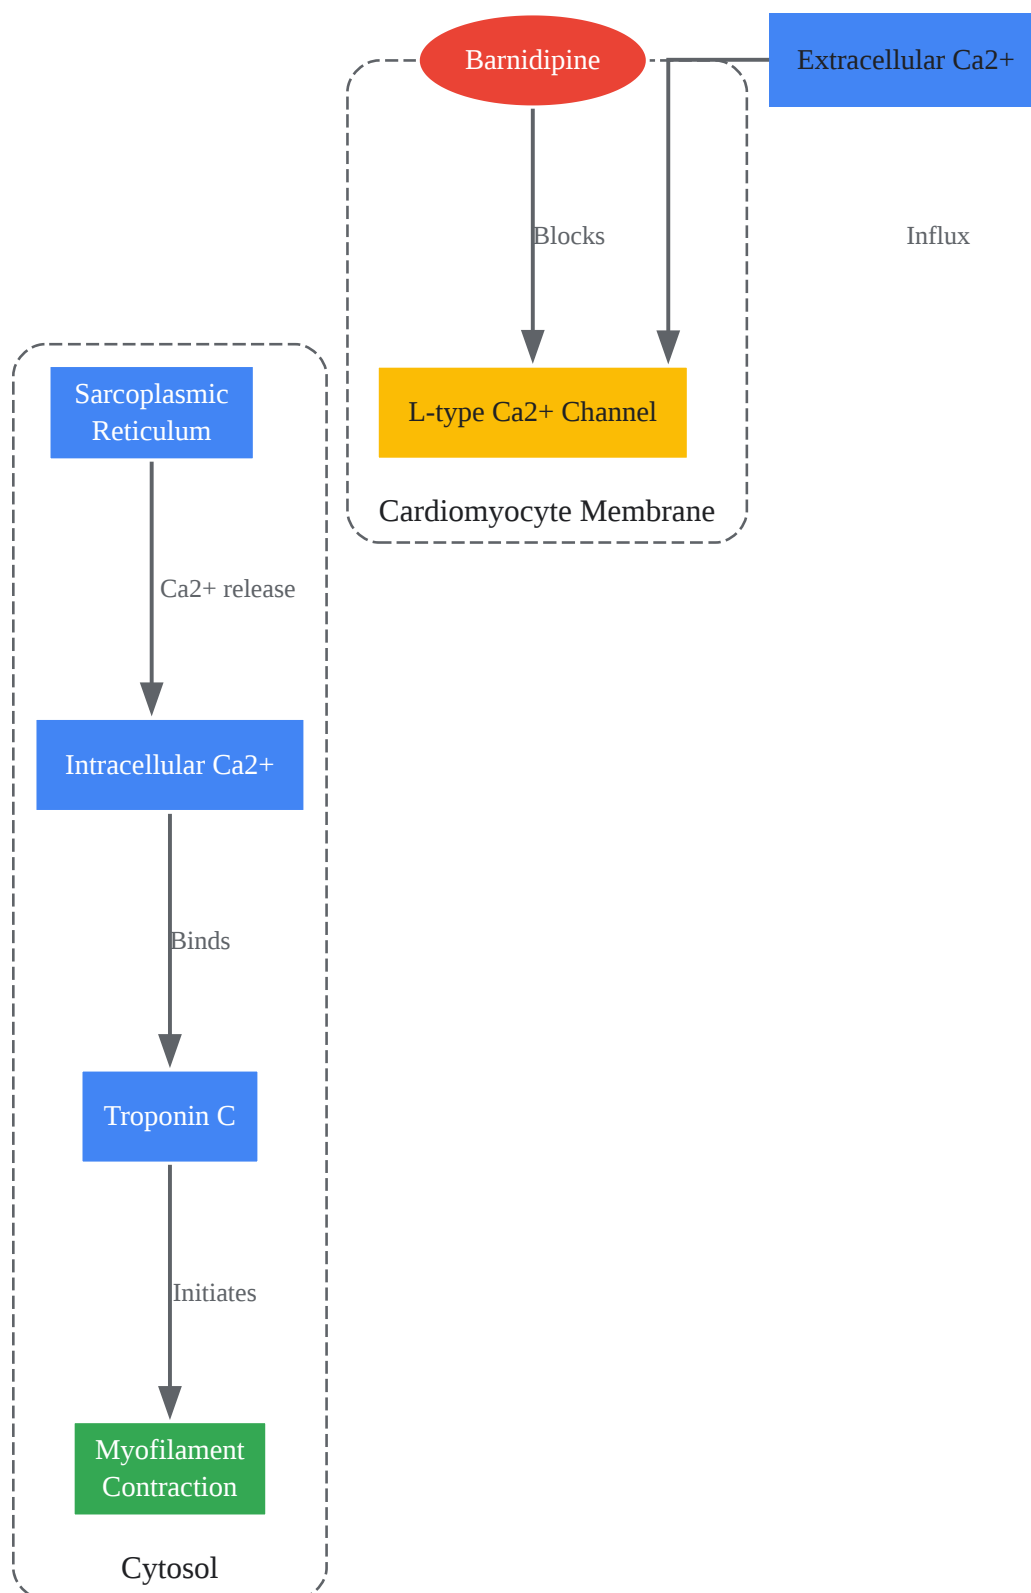 Barnidipine
Extracellular Ca2+
Blocks
Influx
Sarcoplasmic
Reticulum
L-type Ca2+ Channel
Cardiomyocyte Membrane
Ca2+ release
Intracellular Ca2+
Binds
Troponin C
Initiates
Myofilament
Contraction
Cytosol